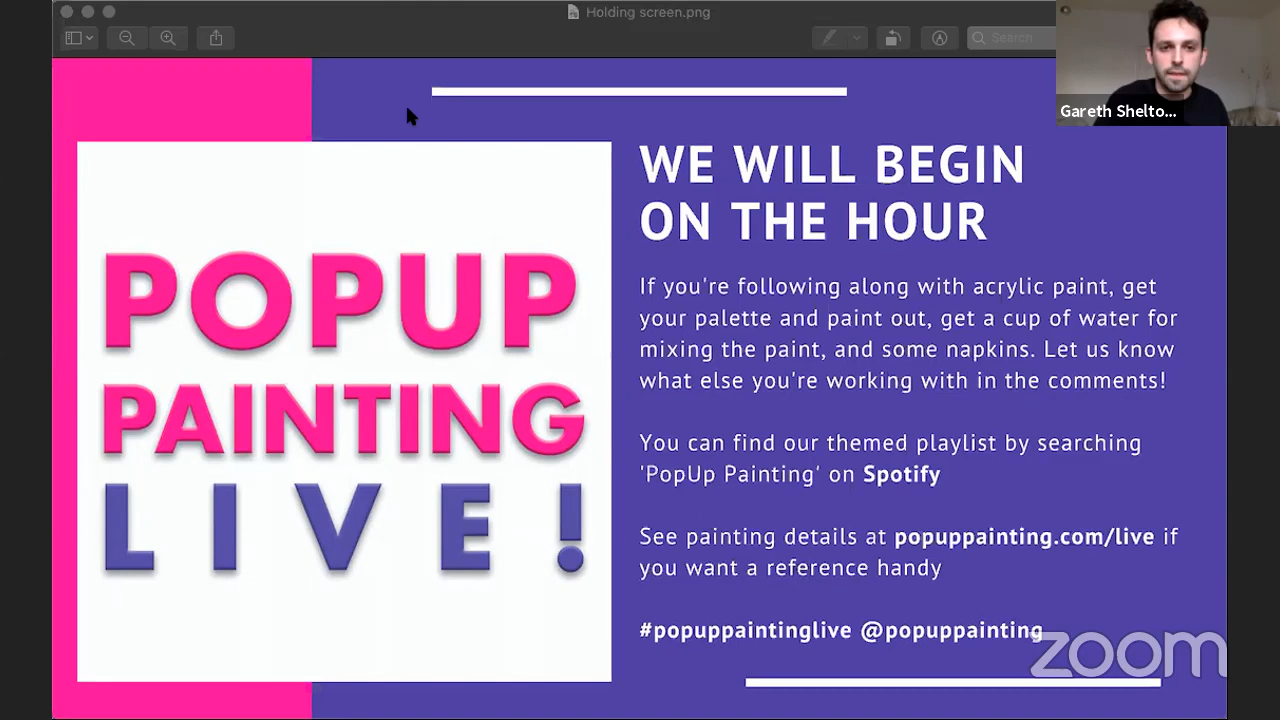 Holding screen.png
Search
Gareth Shelto...
POPUP
PAINTING
LIVE!
WE WILL BEGIN
ON THE HOUR
If you're following along with acrylic paint, get
your palette and paint out, get a cup of water for
mixing the paint, and some napkins. Let us know
what else you're working with in the comments!
You can find our themed playlist by searching
'PopUp Painting' on Spotify
See painting details at popuppainting.com/live if
you want a reference handy
#popuppaintinglive @popuppainting
zoom